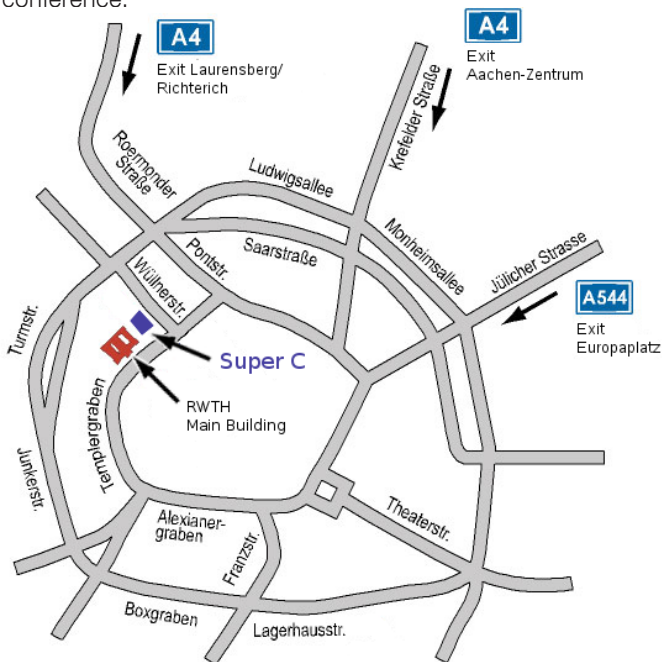 conference.
A4
Exit Laurensberg/
Richterich
A4
Exit
Aachen-Zentrum
Krefelder Straße
Roermonder
Straße
Ludwigsallee
Monheimsallee
Saarstraße
Pontstr.
Wüllnerstr.
Jülicher Strasse
A544
Exit
Europaplatz
Turmstr.
Super C
RWTH
Main Building
Templergraben
Junkerstr.
Alexianer-
graben
Franzstr.
Theaterstr.
Boxgraben
Lagerhausstr.